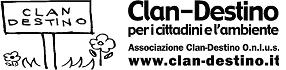 CLAN
DESTINO
Clan-Destino
per i cittadini e l'ambiente
Associazione Clan-Destino O.n.l.u.s.
www.clan-destino.it